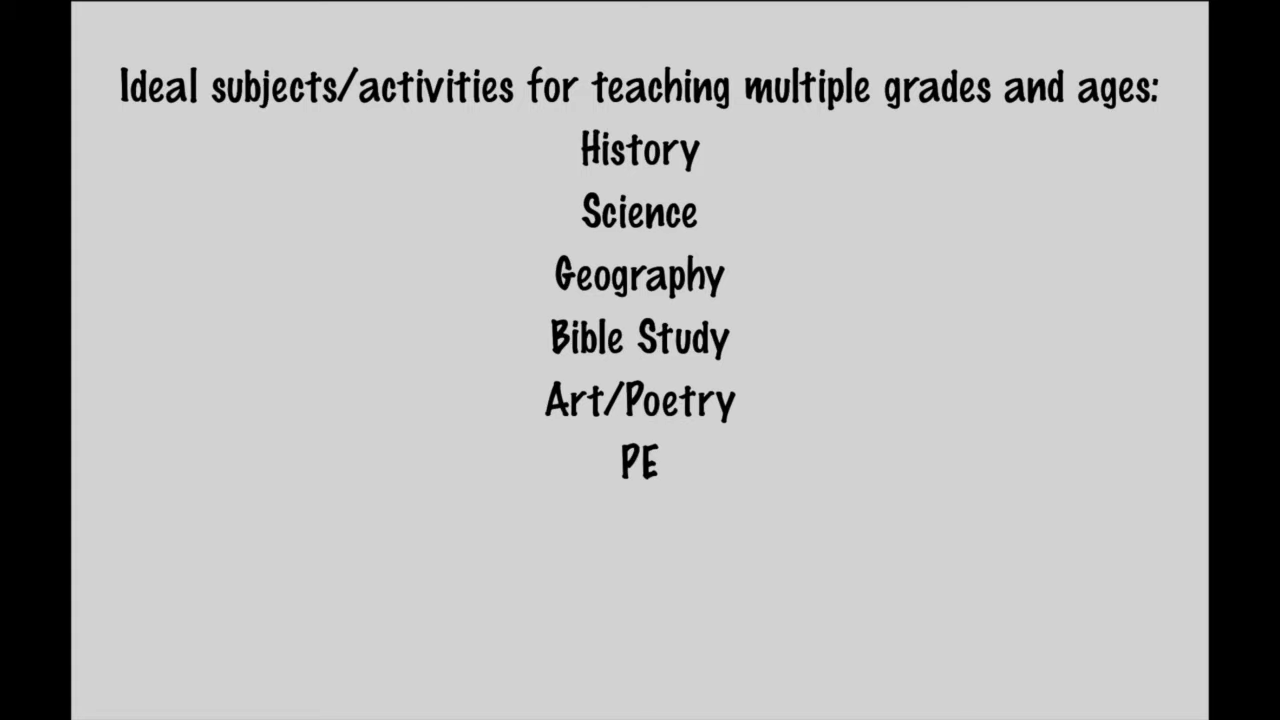 Ideal subjects/activities for teaching multiple grades and ages:
History
Science
Geography
Bible Study
Art/Poetry
PE